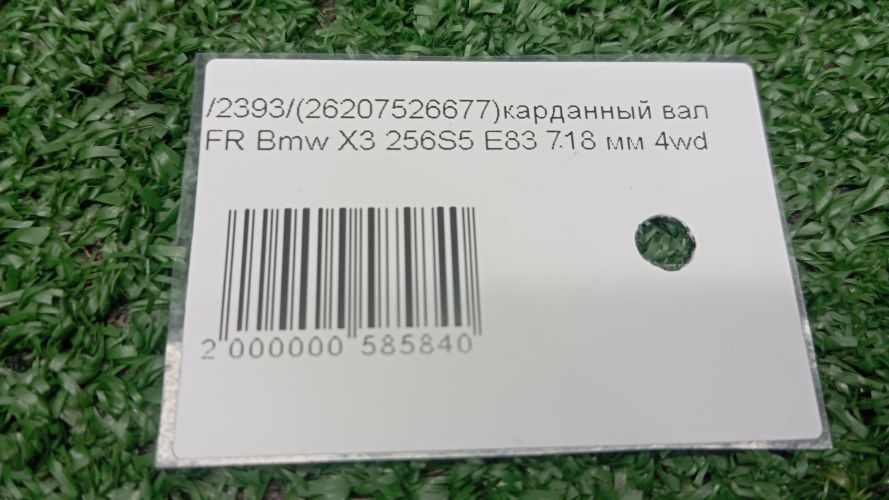 /2393/(26207526677)карданный вал
FR Bmw X3 256S5 E83 718 мм 4wd
2 000000 585840